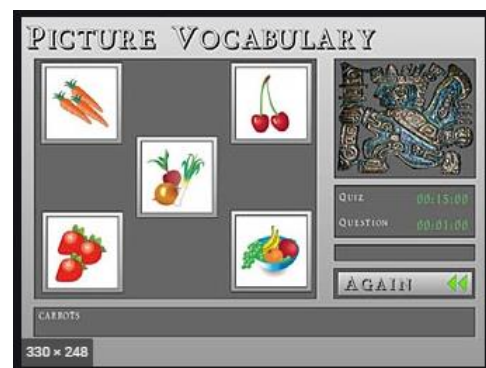 PICTURE VOCABULARY
QUIZ 00:15:00
QUESTION 00:01:00
AGAIN
CARROTS
330 × 248